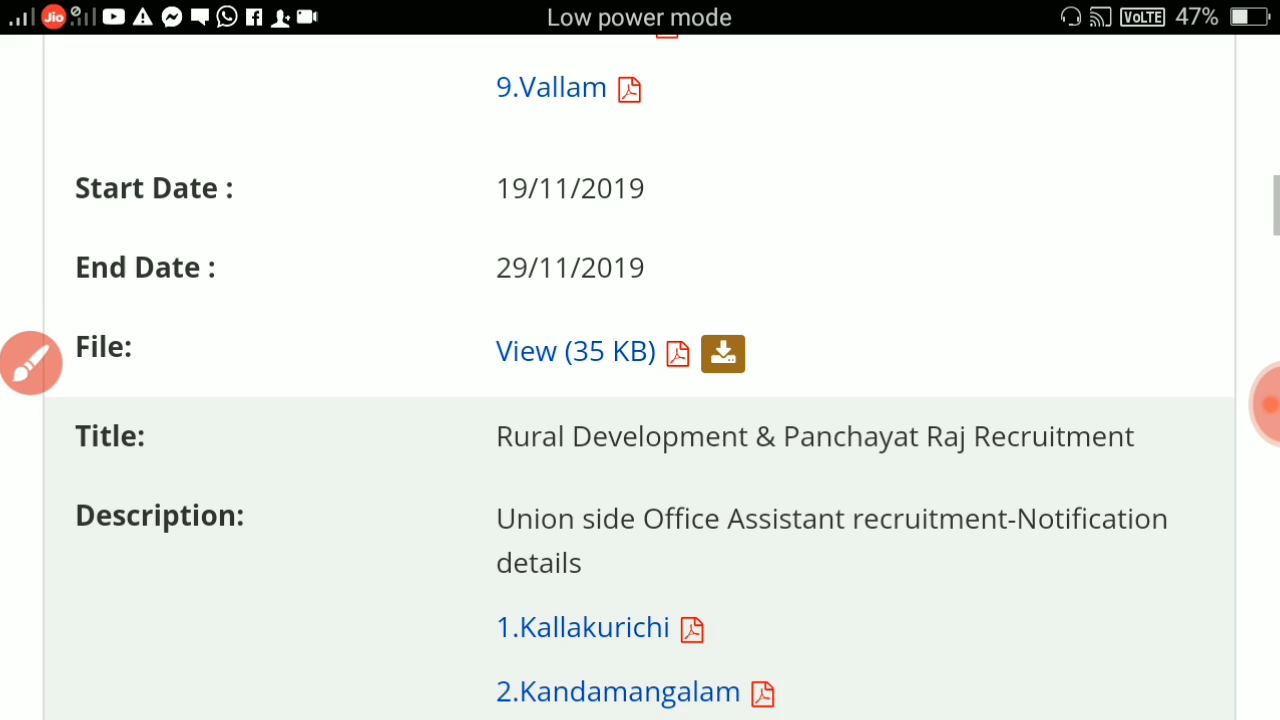 Jio
Low power mode
VoLTE 47%
9.Vallam
Start Date :
19/11/2019
End Date :
29/11/2019
File:
View (35 KB)
Title:
Rural Development & Panchayat Raj Recruitment
Description:
Union side Office Assistant recruitment-Notification
details
1.Kallakurichi
2.Kandamangalam